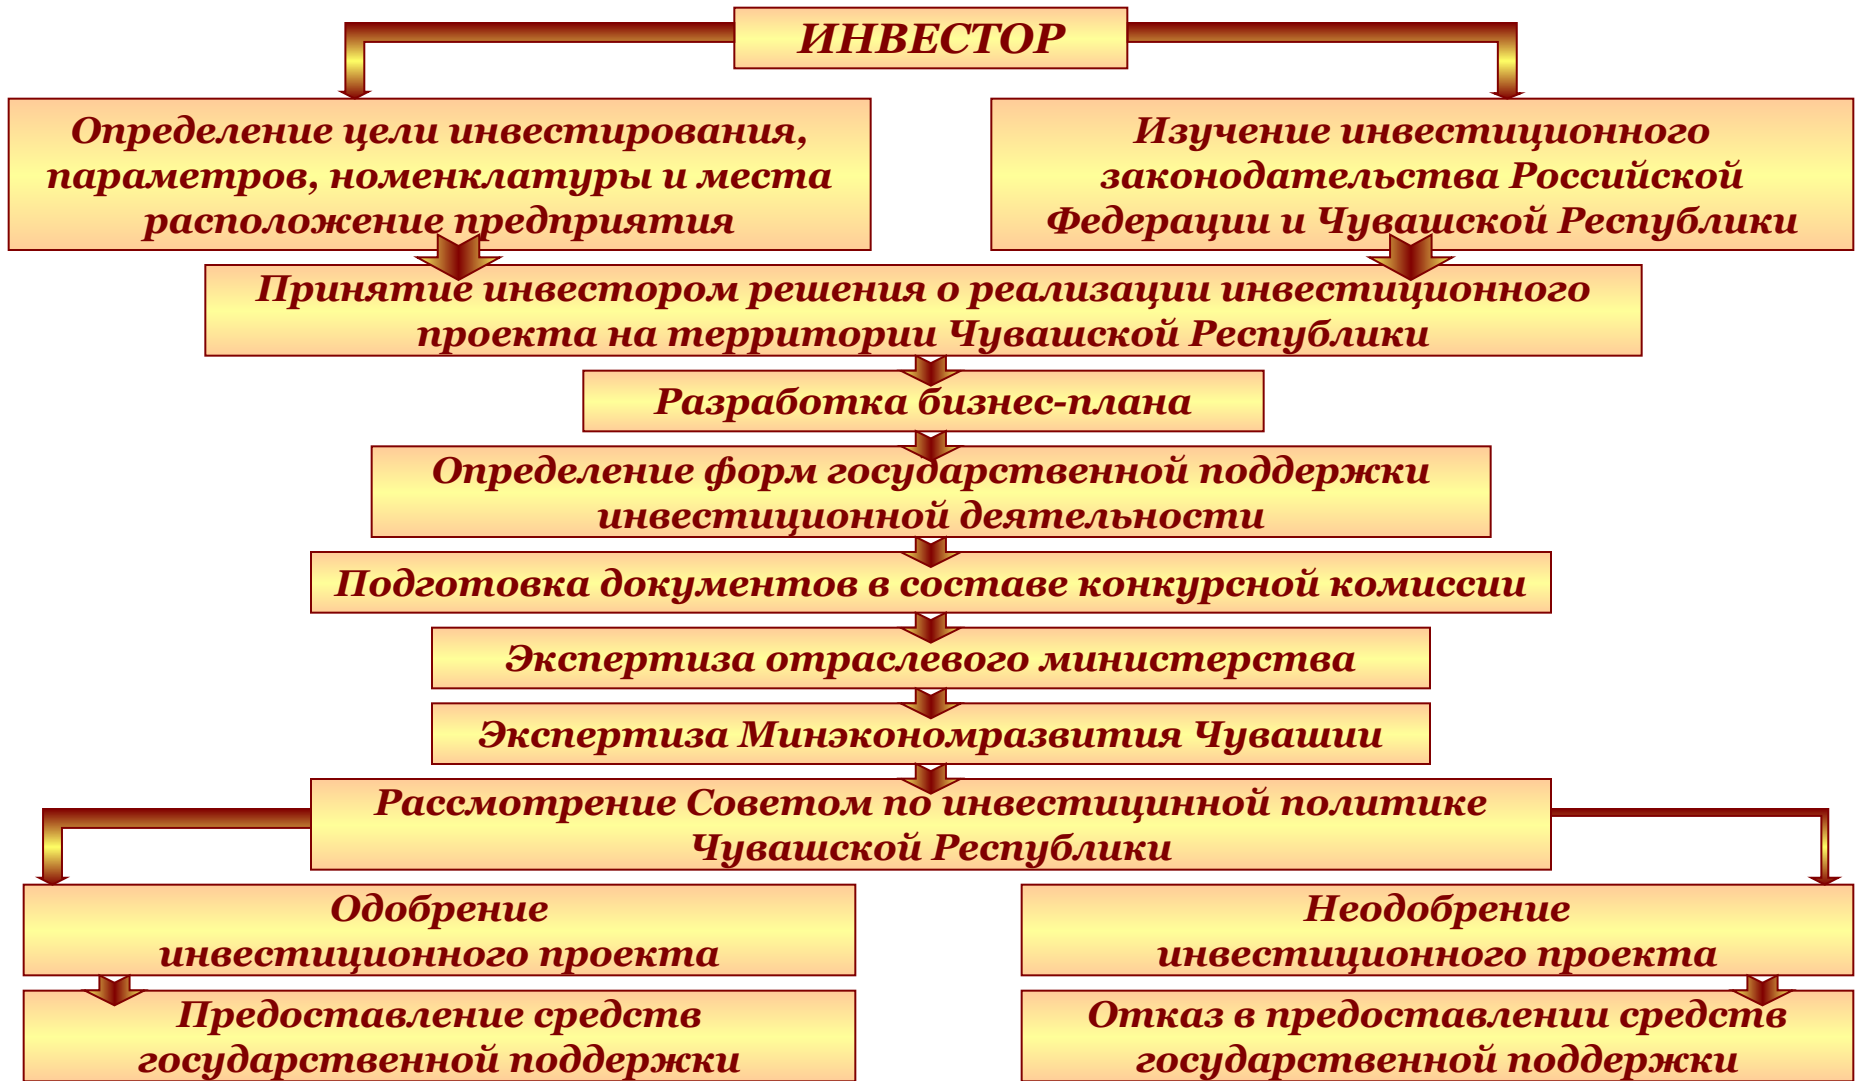 ИНВЕСТОР
Определение цели инвестирования,
параметров, номенклатуры и места
расположение предприятия
Изучение инвестиционного
законодательства Российской
Федерации и Чувашской Республики
Принятие инвестором решения о реализации инвестиционного
проекта на территории Чувашской Республики
Разработка бизнес-плана
Определение форм государственной поддержки
инвестиционной деятельности
Подготовка документов в составе конкурсной комиссии
Экспертиза отраслевого министерства
Экспертиза Минэкономразвития Чувашии
Рассмотрение Советом по инвестицинной политике
Чувашской Республики
Одобрение
инвестиционного проекта
Неодобрение
инвестиционного проекта
Предоставление средств
государственной поддержки
Отказ в предоставлении средств
государственной поддержки